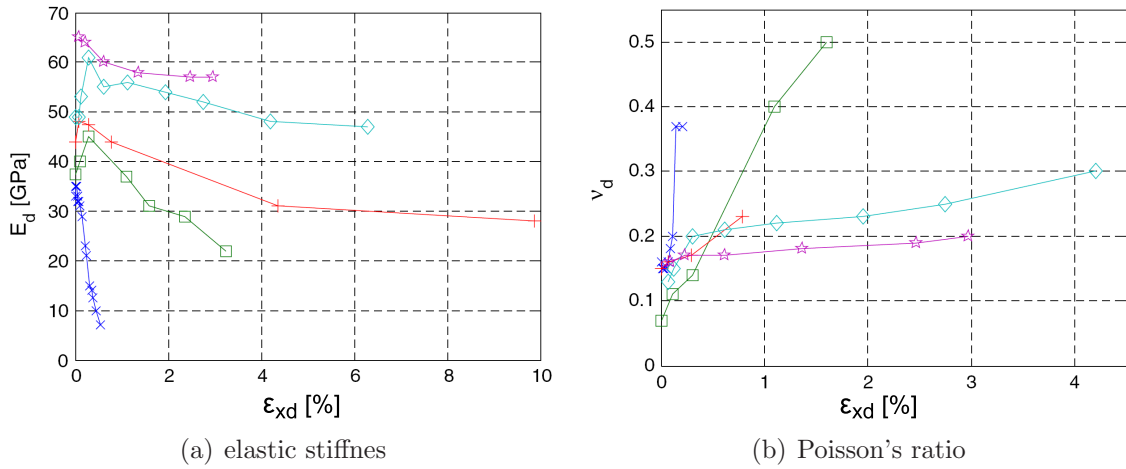 70
60
50
40
30
20
10
0
E_d [GPa]
0 2 4 6 8 10
ε_xd [%]
(a) elastic stiffnes
0.5
0.4
0.3
0.2
0.1
0
ν_d
0 1 2 3 4
ε_xd [%]
(b) Poisson's ratio